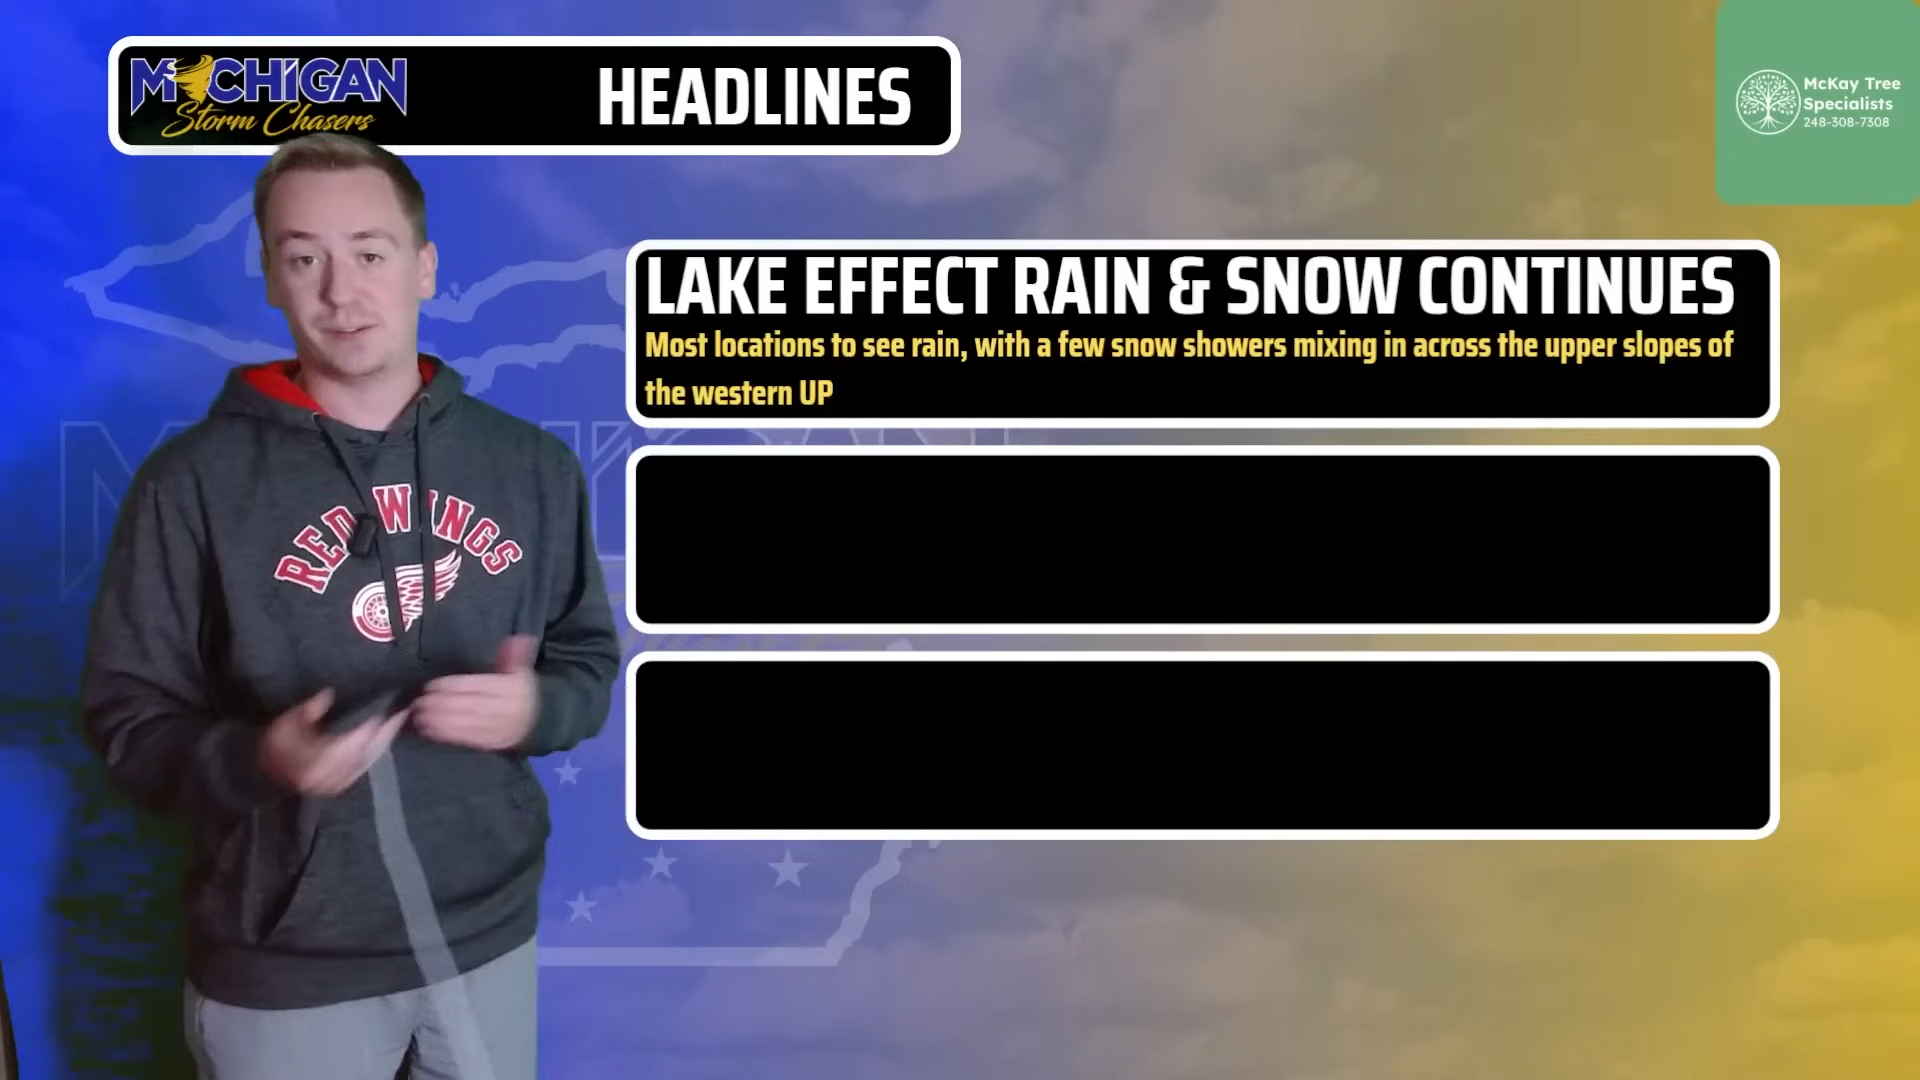 MICHIGAN
Storm Chasers
HEADLINES
McKay Tree
Specialists
248-308-7308
LAKE EFFECT RAIN & SNOW CONTINUES
Most locations to see rain, with a few snow showers mixing in across the upper slopes of
the western UP
RED WINGS